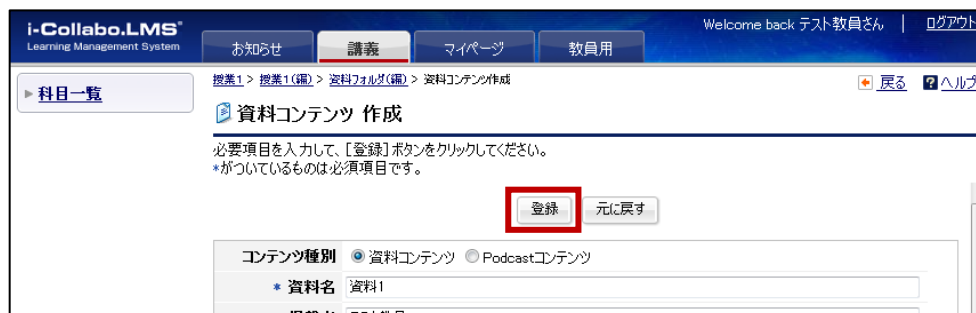 i-Collabo.LMS
Learning Management System
Welcome back テスト教員さん | ログアウト
お知らせ 講義 マイページ 教員用
科目一覧
授業1 > 授業1(編) > 資料フォルダ(編) > 資料コンテンツ作成
戻る ヘルプ
資料コンテンツ 作成
必要項目を入力して、[登録]ボタンをクリックしてください。
*がついているものは必須項目です。
登録 元に戻す
コンテンツ種別 資料コンテンツ Podcastコンテンツ
* 資料名 資料1